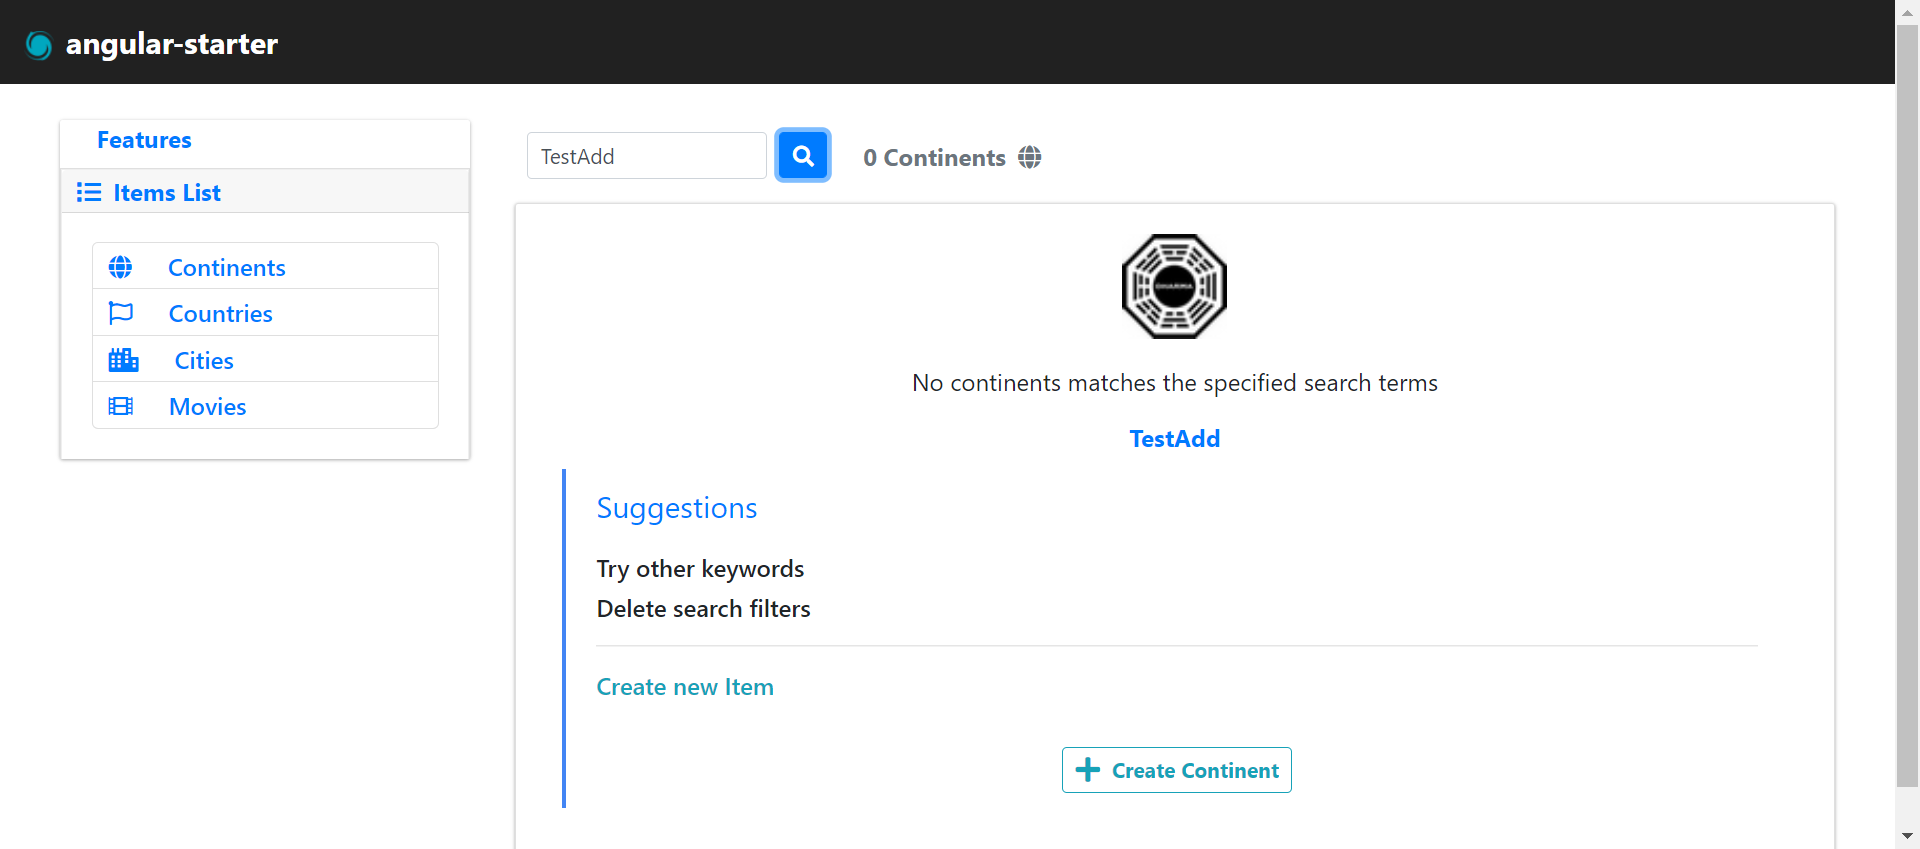 angular-starter
Features
Items List
Continents
Countries
Cities
Movies
TestAdd
0 Continents
DHARMA
No continents matches the specified search terms
TestAdd
Suggestions
Try other keywords
Delete search filters
Create new Item
Create Continent